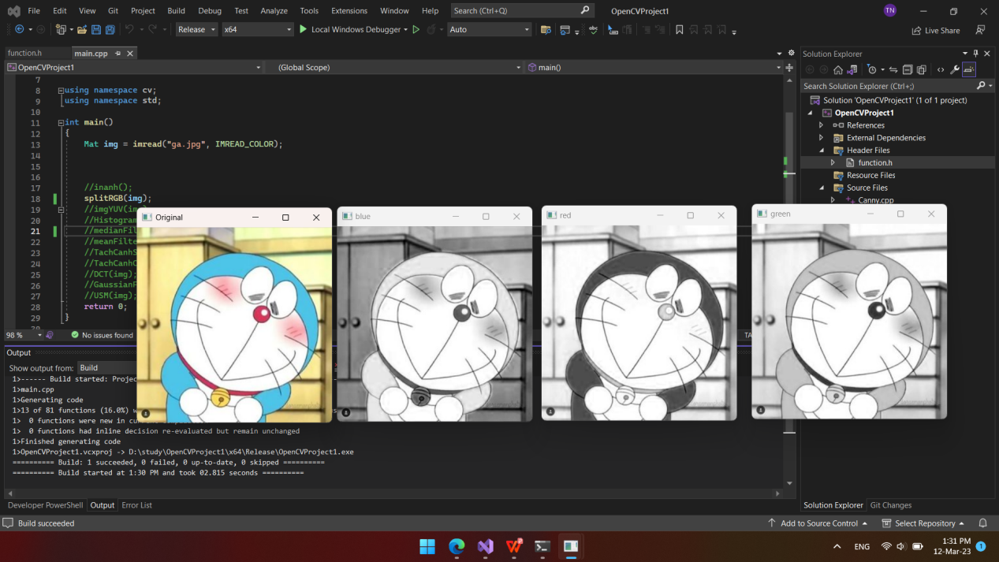 File Edit View Git Project Build Debug Test Analyze Tools Extensions Window Help Search (Ctrl+Q) OpenCVProject1 TN
Release x64 Local Windows Debugger Auto Live Share
function.h main.cpp
OpenCVProject1 (Global Scope) main()
7
8 using namespace cv;
9 using namespace std;
10
11 int main()
12 {
13 Mat img = imread("ga.jpg", IMREAD_COLOR);
14
15
16
17 //inanh();
18 splitRGB(img);
19 //imgYUV(im
20 //Histogram
21 //medianFil
22 //meanFilte
23 //TachCanhS
24 //TachCanhC
25 //DCT(img);
26 //GaussianF
27 //USM(img);
28 return 0;
29 }
30
Original
blue
red
green
98 % No issues found TA
Output
Show output from: Build
1>------ Build started: Projec
1>main.cpp
1>Generating code
1>13 of 81 functions (16.0%) w
1> 0 functions were new in cu
1> 0 functions had inline decision re-evaluated but remain unchanged
1>Finished generating code
1>OpenCVProject1.vcxproj -> D:\study\OpenCVProject1\x64\Release\OpenCVProject1.exe
========== Build: 1 succeeded, 0 failed, 0 up-to-date, 0 skipped ==========
========== Build started at 1:30 PM and took 02.815 seconds ==========
Developer PowerShell Output Error List
Solution Explorer
Search Solution Explorer (Ctrl+;)
Solution 'OpenCVProject1' (1 of 1 project)
OpenCVProject1
References
External Dependencies
Header Files
function.h
Resource Files
Source Files
Canny.cpp
Solution Explorer Git Changes
Build succeeded Add to Source Control Select Repository
ENG 1:31 PM
12-Mar-23 1